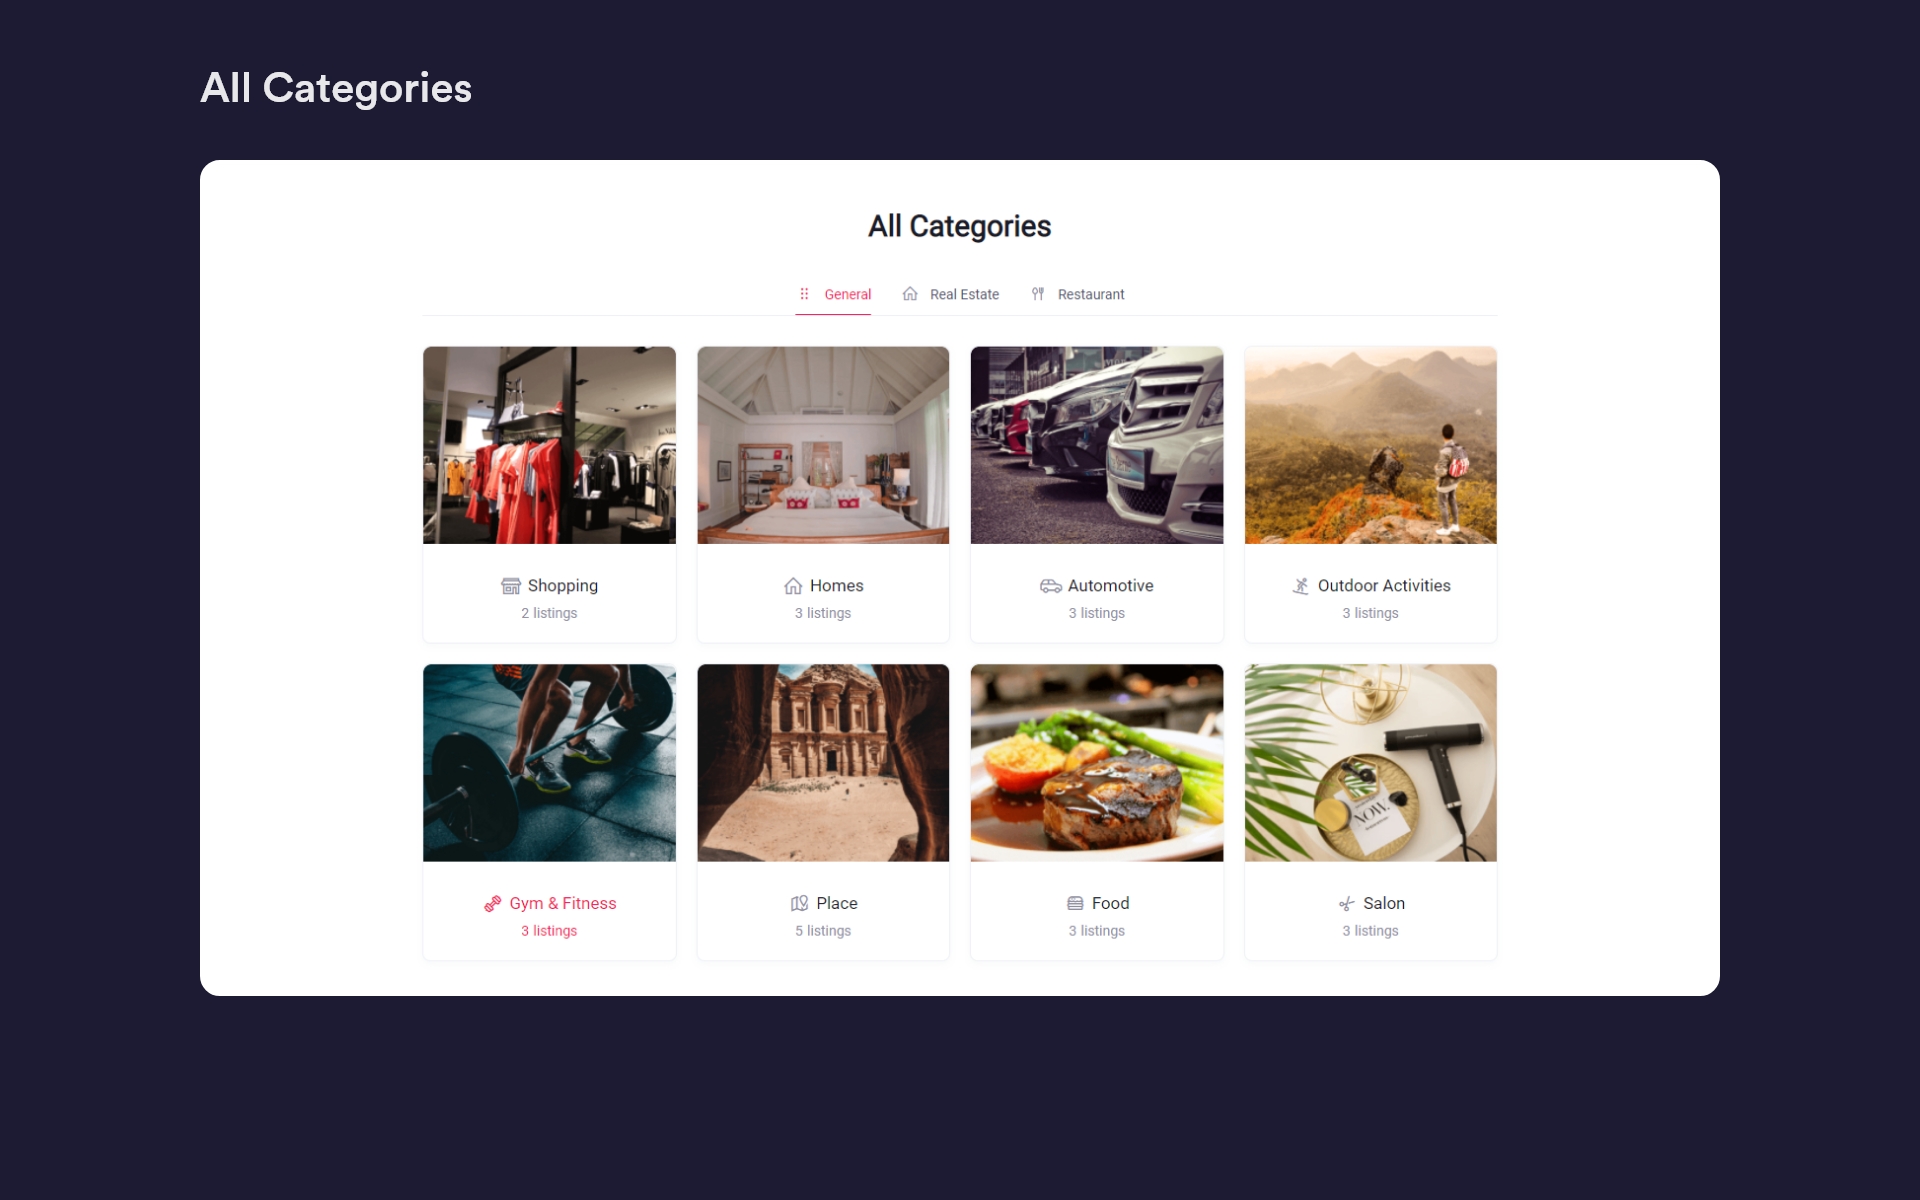 All Categories
All Categories
General Real Estate Restaurant
Shopping
2 listings
Homes
3 listings
Automotive
3 listings
Outdoor Activities
3 listings
NOW.
Gym & Fitness
3 listings
Place
5 listings
Food
3 listings
Salon
3 listings